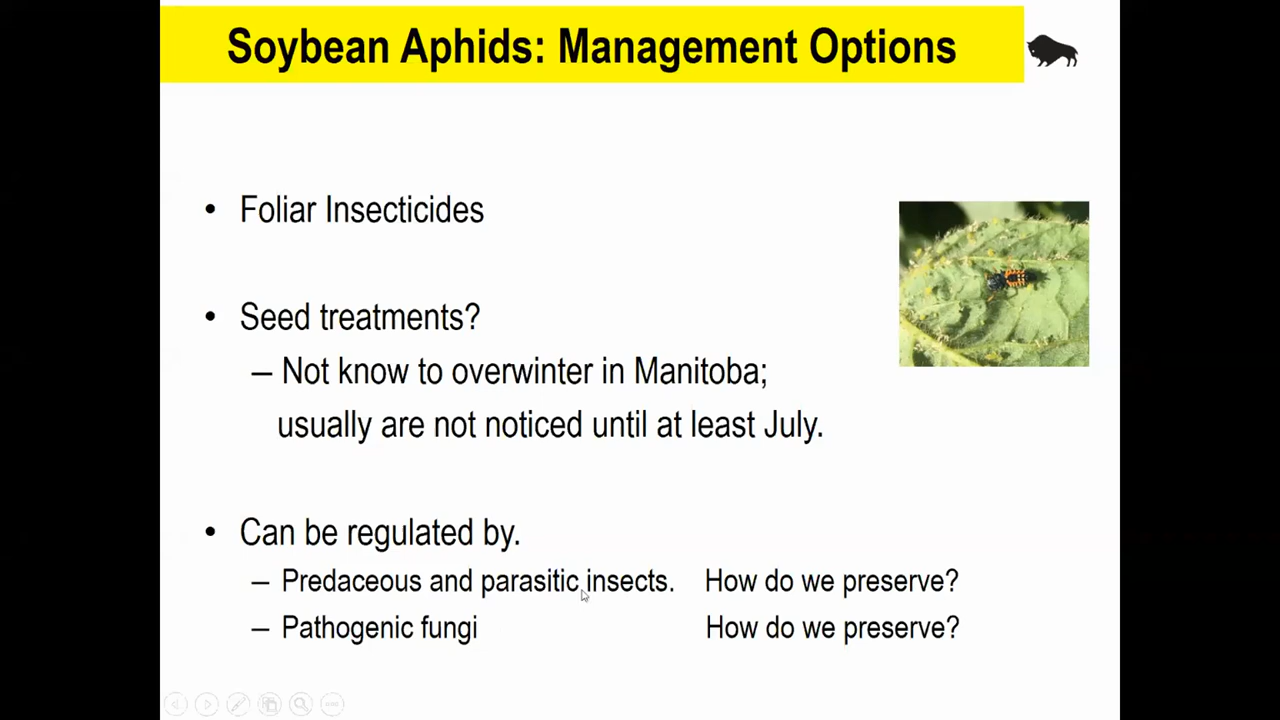 Soybean Aphids: Management Options
• Foliar Insecticides
• Seed treatments?
– Not know to overwinter in Manitoba;
usually are not noticed until at least July.
• Can be regulated by.
– Predaceous and parasitic insects. How do we preserve?
– Pathogenic fungi How do we preserve?